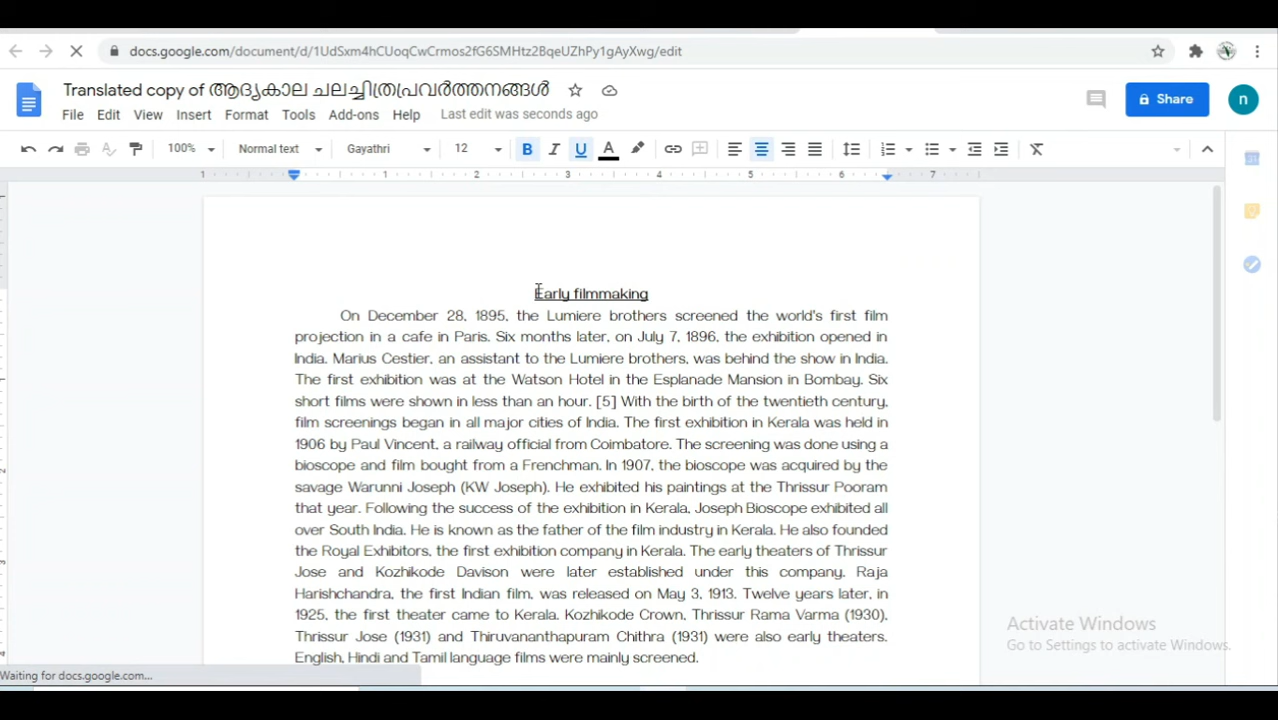 docs.google.com/document/d/1UdSxm4hCUoqCwCrmos2fG6SMHtz2BqeUZhPy1gAyXwg/edit
Translated copy of ആദ്യകാല ചലച്ചിത്രപ്രവർത്തനങ്ങൾ
Share
n
File Edit View Insert Format Tools Add-ons Help Last edit was seconds ago
100% Normal text Gayathri 12 B I U A
1 1 2 3 4 5 6 7
Early filmmaking
On December 28, 1895, the Lumiere brothers screened the world's first film
projection in a cafe in Paris. Six months later, on July 7, 1896, the exhibition opened in
India. Marius Cestier, an assistant to the Lumiere brothers, was behind the show in India.
The first exhibition was at the Watson Hotel in the Esplanade Mansion in Bombay. Six
short films were shown in less than an hour. [5] With the birth of the twentieth century,
film screenings began in all major cities of India. The first exhibition in Kerala was held in
1906 by Paul Vincent, a railway official from Coimbatore. The screening was done using a
bioscope and film bought from a Frenchman. In 1907, the bioscope was acquired by the
savage Warunni Joseph (KW Joseph). He exhibited his paintings at the Thrissur Pooram
that year. Following the success of the exhibition in Kerala, Joseph Bioscope exhibited all
over South India. He is known as the father of the film industry in Kerala. He also founded
the Royal Exhibitors, the first exhibition company in Kerala. The early theaters of Thrissur
Jose and Kozhikode Davison were later established under this company. Raja
Harishchandra, the first Indian film, was released on May 3, 1913. Twelve years later, in
1925, the first theater came to Kerala. Kozhikode Crown, Thrissur Rama Varma (1930),
Thrissur Jose (1931) and Thiruvananthapuram Chithra (1931) were also early theaters.
English, Hindi and Tamil language films were mainly screened.
Activate Windows
Go to Settings to activate Windows.
Waiting for docs.google.com...